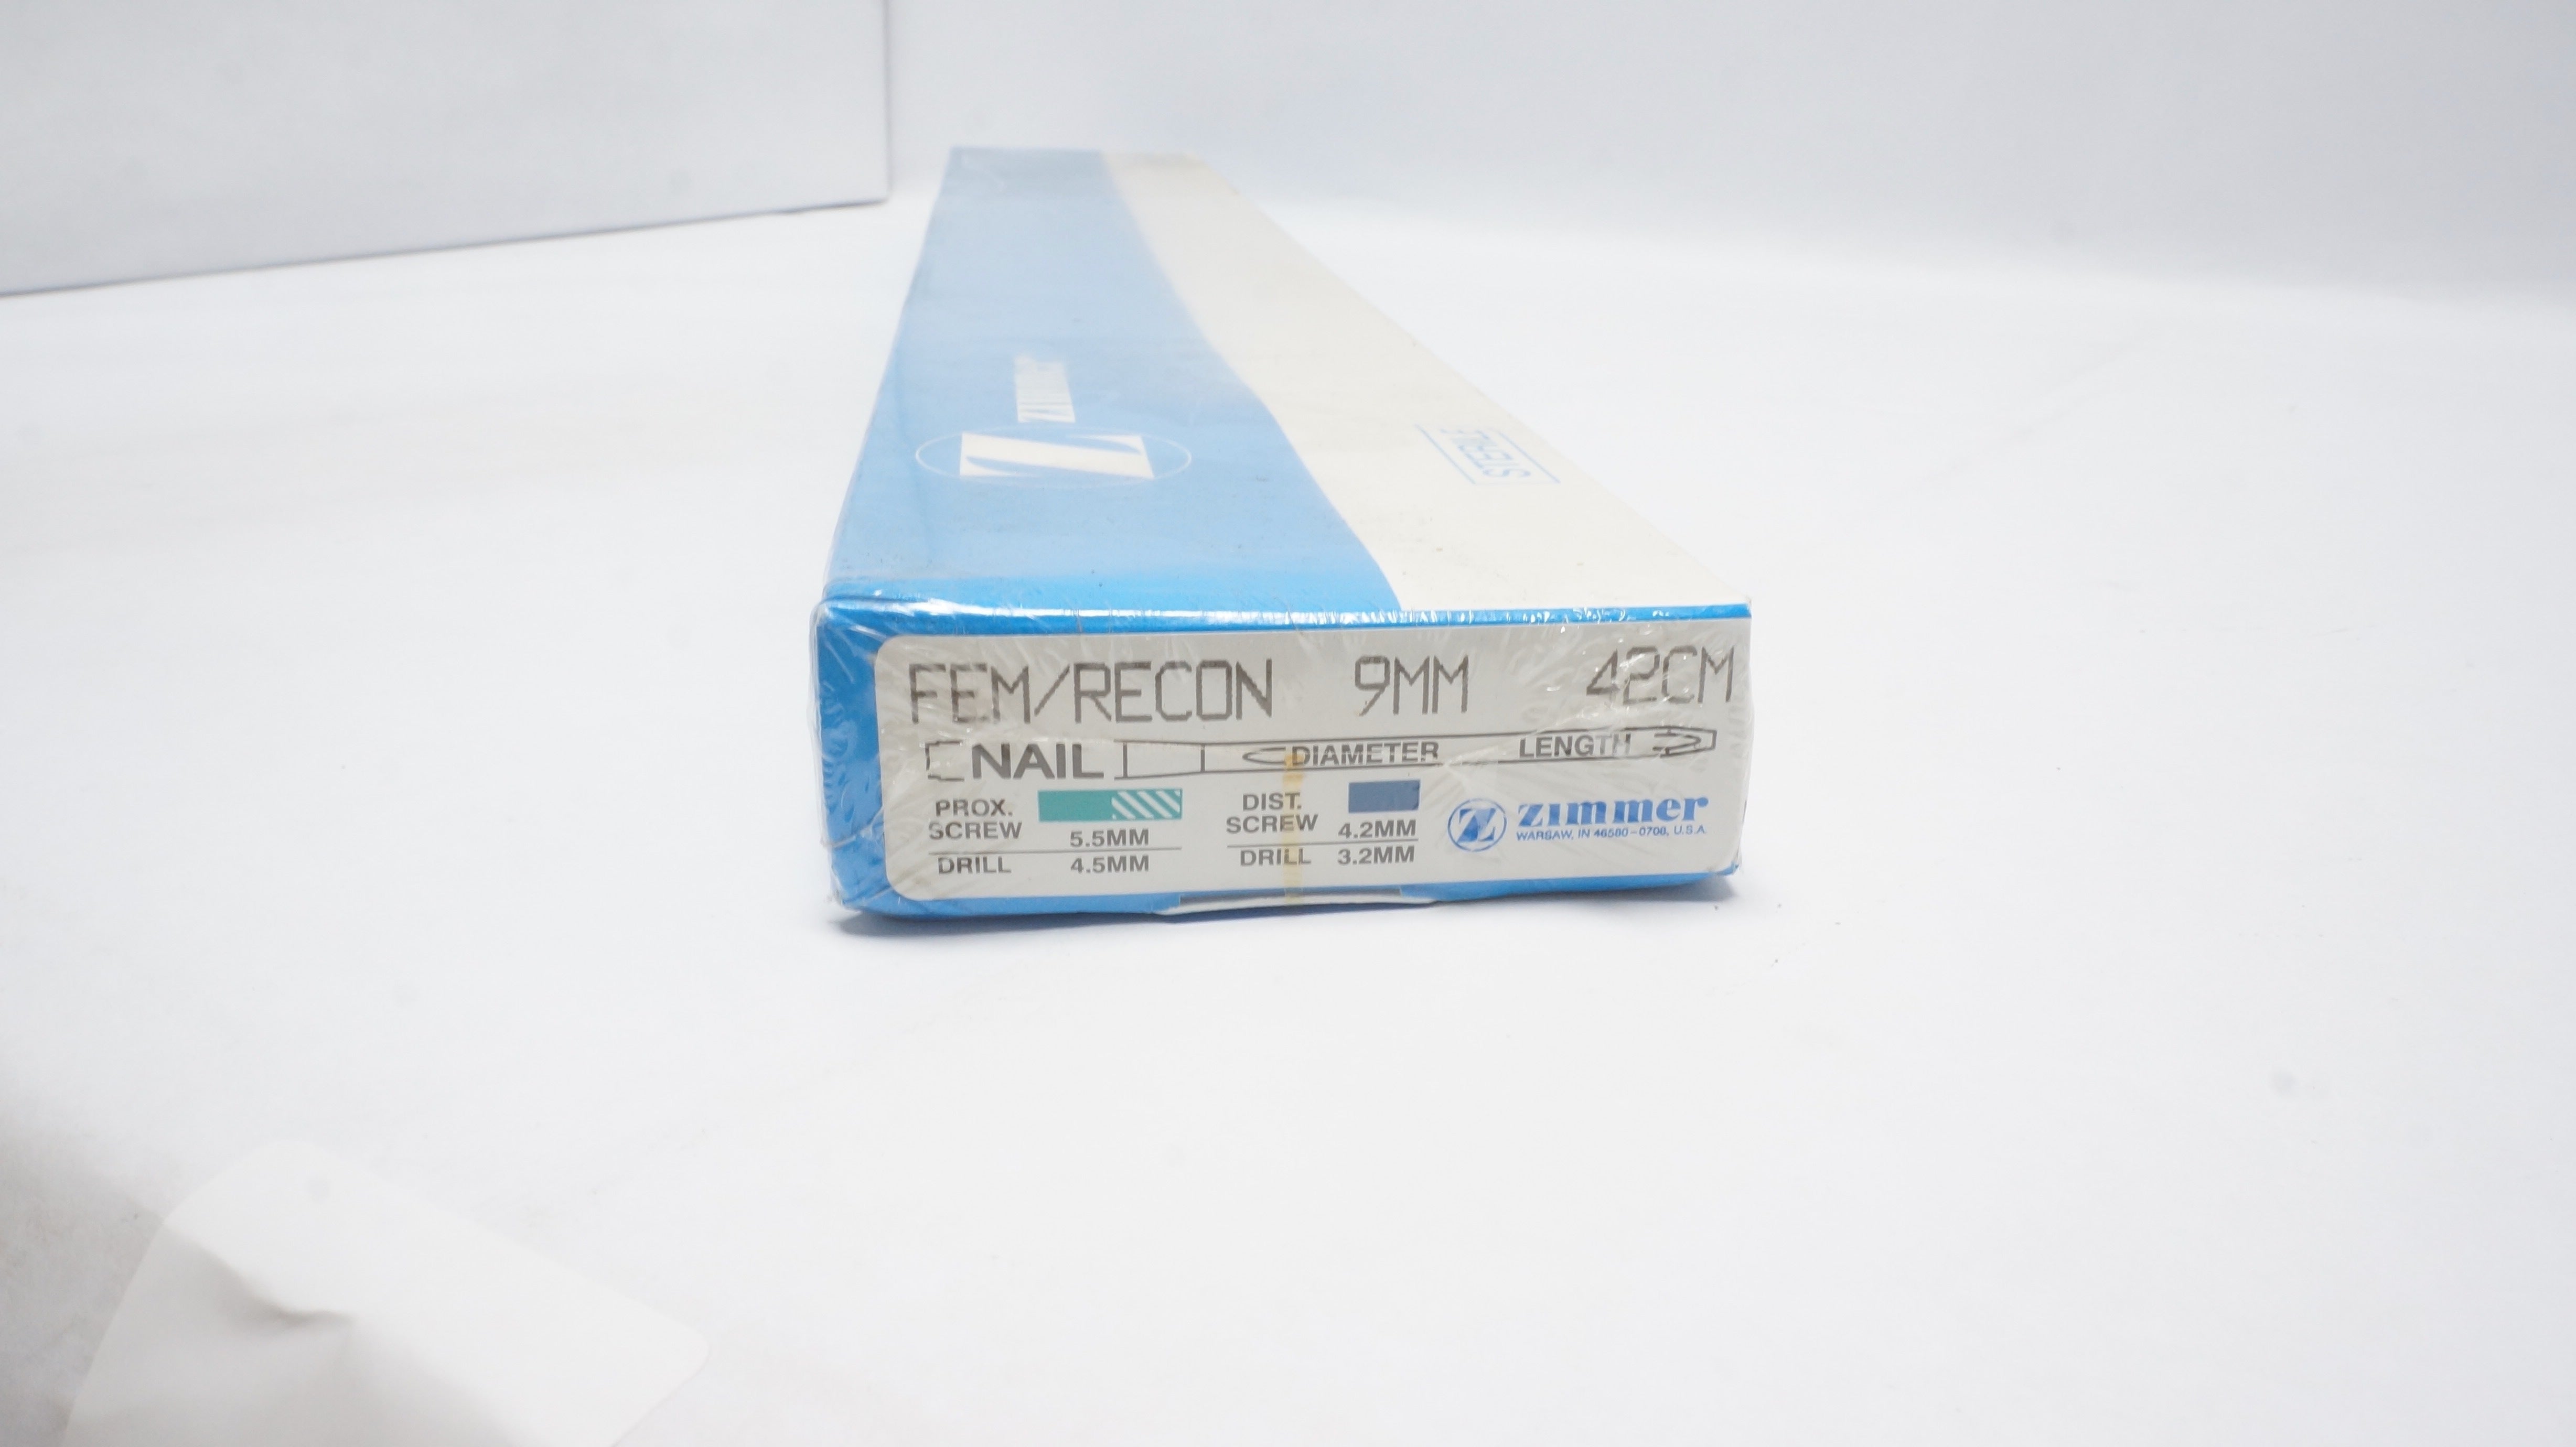 zimmer
Z
STERILE
FEM/RECON 9MM 42CM
NAIL DIAMETER LENGTH
PROX. SCREW 5.5MM
DRILL 4.5MM
DIST. SCREW 4.2MM
DRILL 3.2MM
Z zimmer
WARSAW, IN 46580-0708, U.S.A.